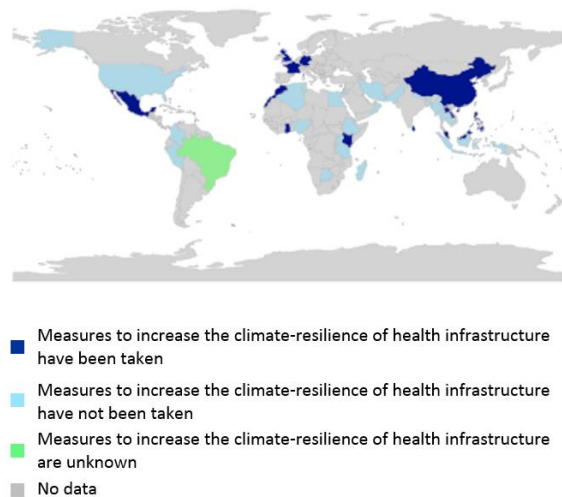 Measures to increase the climate-resilience of health infrastructure
have been taken
Measures to increase the climate-resilience of health infrastructure
have not been taken
Measures to increase the climate-resilience of health infrastructure
are unknown
No data